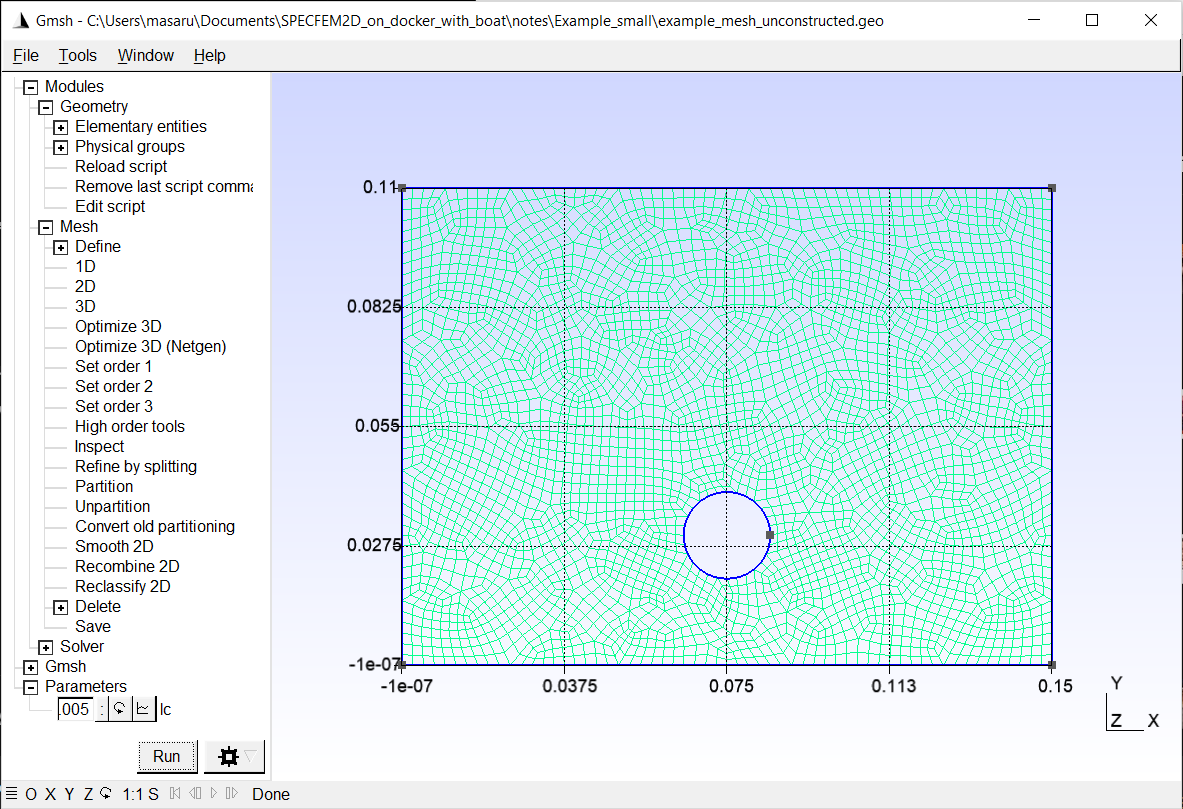 Gmsh - C:\Users\masaru\Documents\SPECFEM2D_on_docker_with_boat\notes\Example_small\example_mesh_unconstructed.geo
File Tools Window Help
Modules
Geometry
Elementary entities
Physical groups
Reload script
Remove last script comma
Edit script
Mesh
Define
1D
2D
3D
Optimize 3D
Optimize 3D (Netgen)
Set order 1
Set order 2
Set order 3
High order tools
Inspect
Refine by splitting
Partition
Unpartition
Convert old partitioning
Smooth 2D
Recombine 2D
Reclassify 2D
Delete
Save
Solver
Gmsh
Parameters
005 : lc
Run
0.11
0.0825
0.055
0.0275
-1e-07
-1e-07 0.0375 0.075 0.113 0.15
Y
Z X
O X Y Z 1:1 S Done